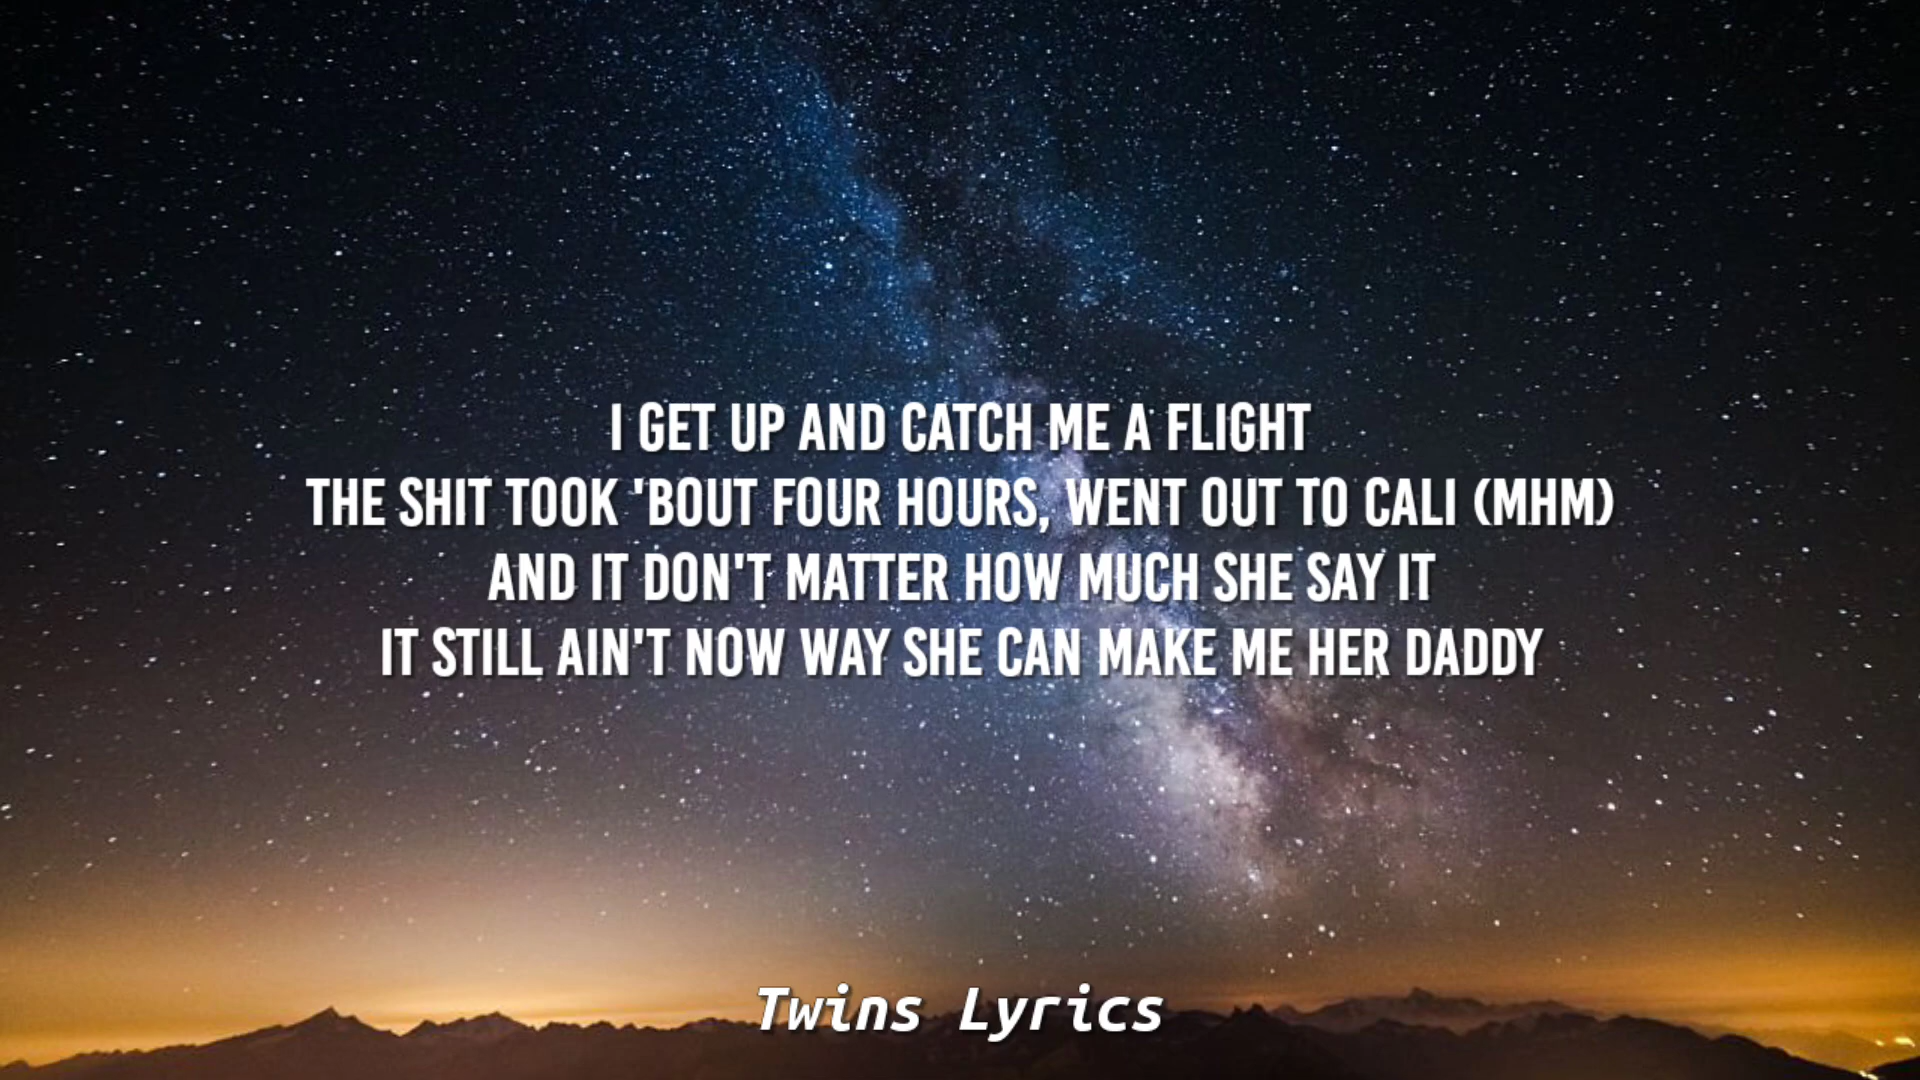 I GET UP AND CATCH ME A FLIGHT
THE SHIT TOOK 'BOUT FOUR HOURS, WENT OUT TO CALI (MHM)
AND IT DON'T MATTER HOW MUCH SHE SAY IT
IT STILL AIN'T NOW WAY SHE CAN MAKE ME HER DADDY
Twins Lyrics